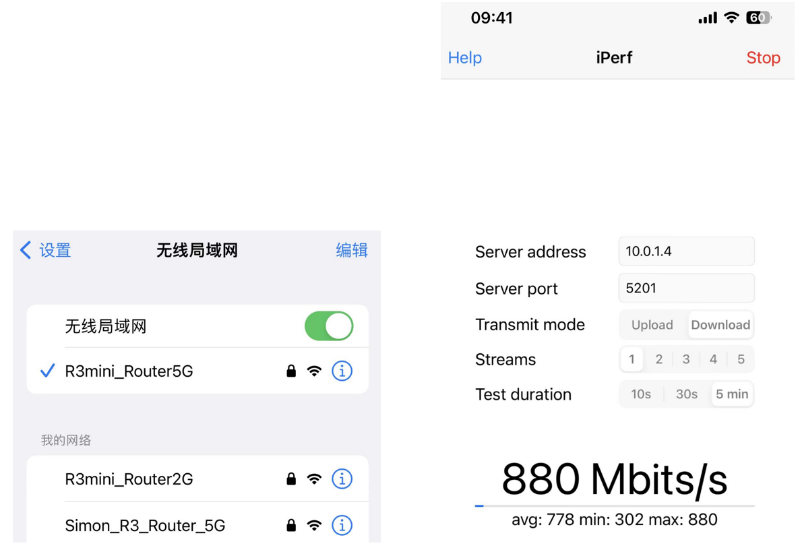 设置 无线局域网 编辑
无线局域网
R3mini_Router5G
我的网络
R3mini_Router2G
Simon_R3_Router_5G
09:41 60
Help iPerf Stop
Server address 10.0.1.4
Server port 5201
Transmit mode Upload Download
Streams 1 2 3 4 5
Test duration 10s 30s 5 min
880 Mbits/s
avg: 778 min: 302 max: 880